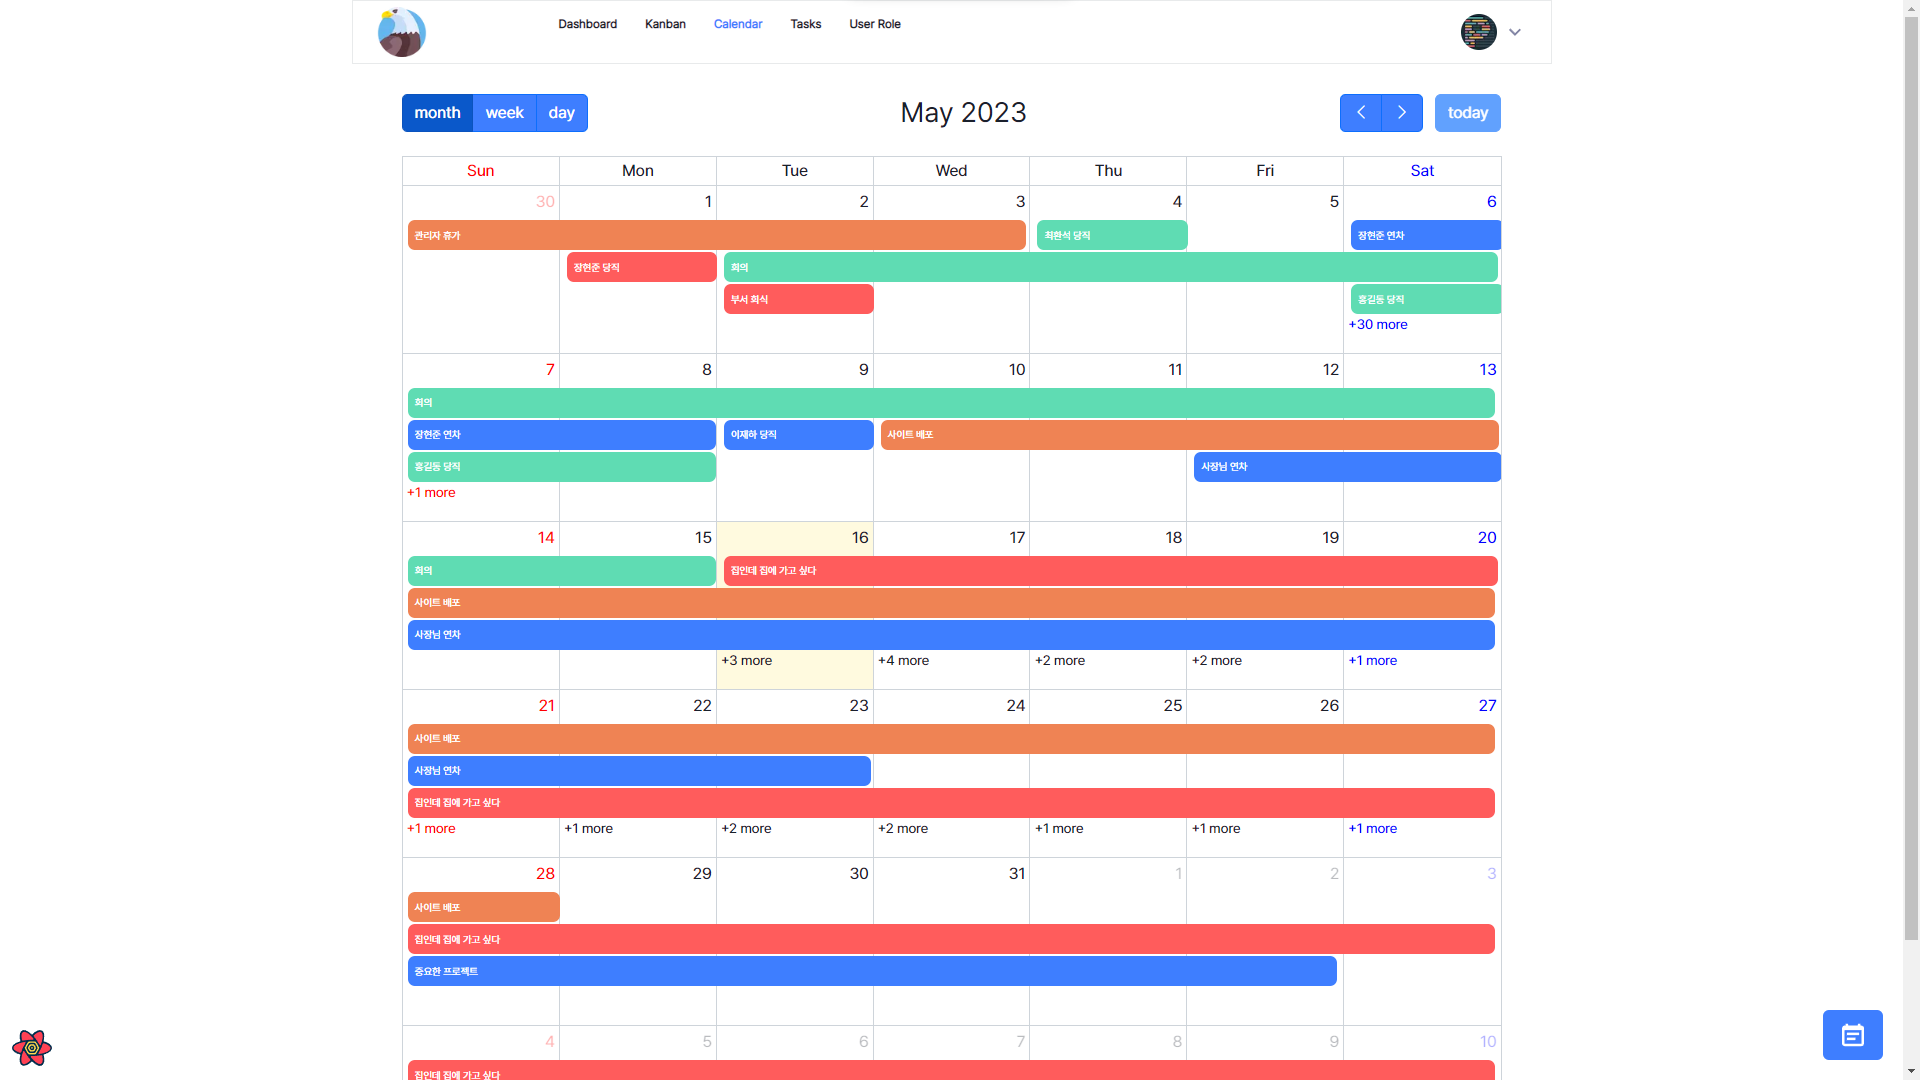 Dashboard Kanban Calendar Tasks User Role
month week day May 2023 today
Sun Mon Tue Wed Thu Fri Sat
30 1 2 3 4 5 6
관리자 휴가 최환석 당직 장현준 연차
장현준 당직 회의
부서 회식 홍길동 당직
+30 more
7 8 9 10 11 12 13
회의
장현준 연차 이재하 당직 사이트 배포
홍길동 당직 사장님 연차
+1 more
14 15 16 17 18 19 20
회의 집인데 집에 가고 싶다
사이트 배포
사장님 연차
+3 more +4 more +2 more +2 more +1 more
21 22 23 24 25 26 27
사이트 배포
사장님 연차
집인데 집에 가고 싶다
+1 more +1 more +2 more +2 more +1 more +1 more +1 more
28 29 30 31 1 2 3
사이트 배포
집인데 집에 가고 싶다
중요한 프로젝트
4 5 6 7 8 9 10
집인데 집에 가고 싶다